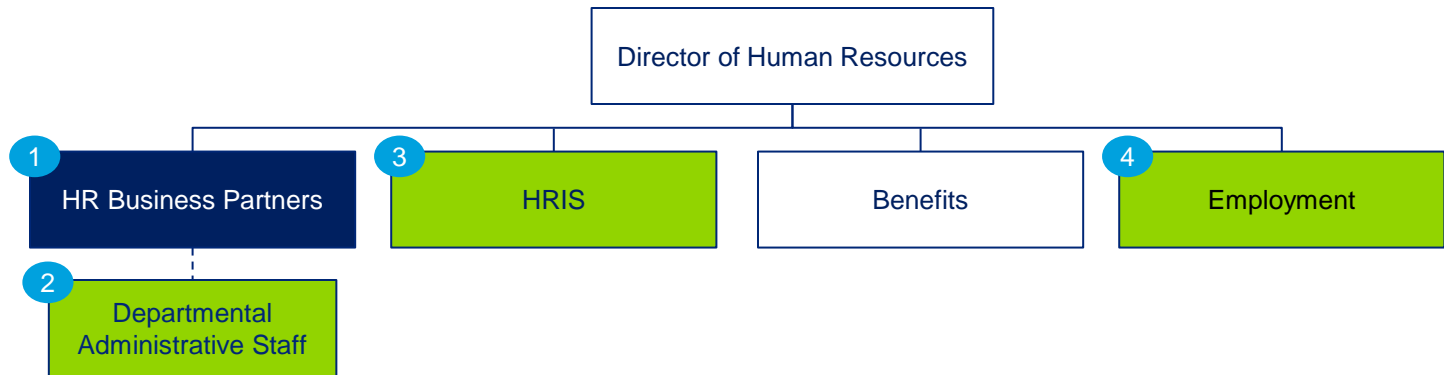 Director of Human Resources
1
HR Business Partners
3
HRIS
Benefits
4
Employment
2
Departmental
Administrative Staff